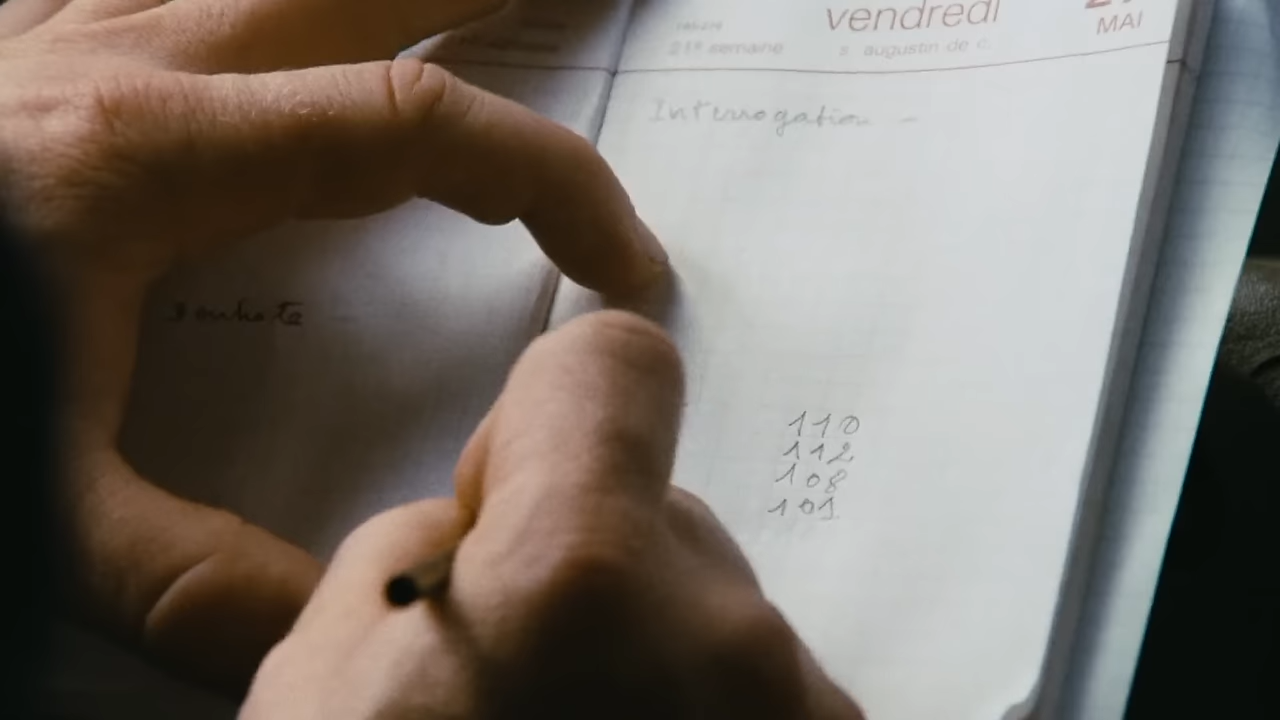 vendredi
MAI
21e semaine
s. augustin de c.
Interrogation -
110
112
108
101